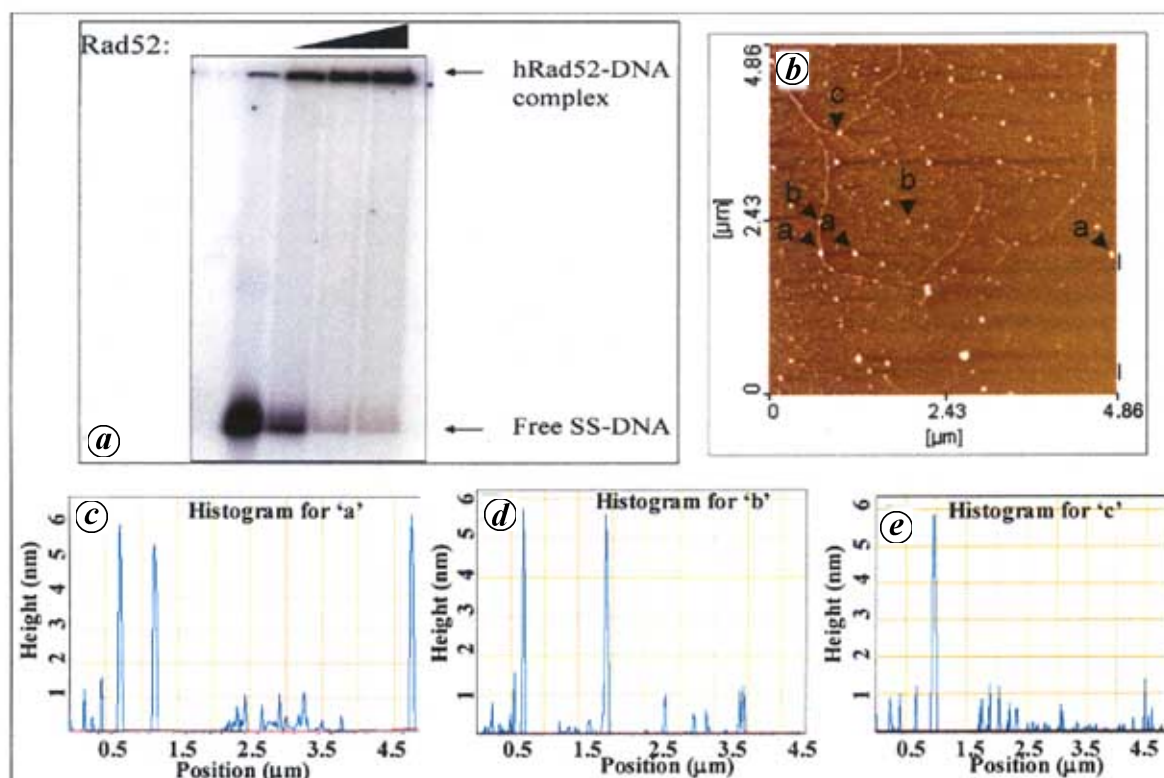 Rad52:
hRad52-DNA
complex
Free SS-DNA
a
b
4.86
[µm]
2.43
0
c
b
b
a
a
a
0
2.43
4.86
[µm]
c
Histogram for ‘a’
Height (nm)
6
5
4
3
2
1
0.5
1.5
2.5
3.5
4.5
Position (µm)
d
Histogram for ‘b’
Height (nm)
6
5
4
3
2
1
0.5
1.5
2.5
3.5
4.5
Position (µm)
e
Histogram for ‘c’
Height (nm)
6
5
4
3
2
1
0.5
1.5
2.5
3.5
4.5
Position (µm)